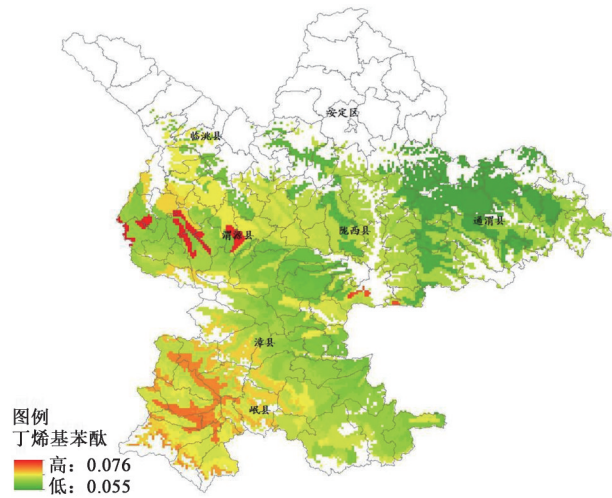 安定区
临洮县
渭源县
陇西县
通渭县
漳县
岷县
图例
丁烯基苯酞
高：0.076
低：0.055